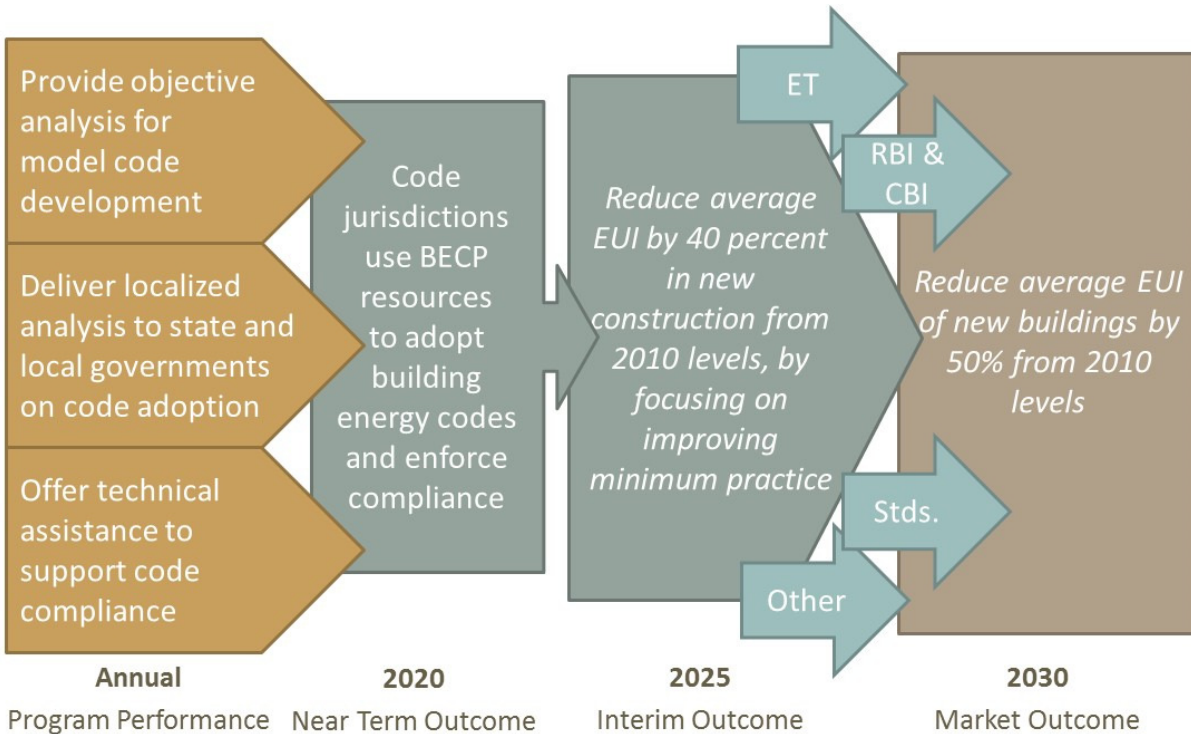 Provide objective
analysis for
model code
development
Deliver localized
analysis to state and
local governments
on code adoption
Offer technical
assistance to
support code
compliance
Code
jurisdictions
use BECP
resources
to adopt
building
energy codes
and enforce
compliance
Reduce average
EUI by 40 percent
in new
construction from
2010 levels, by
focusing on
improving
minimum practice
ET
RBI &
CBI
Reduce average EUI
of new buildings by
50% from 2010
levels
Stds.
Other
Annual
Program Performance
2020
Near Term Outcome
2025
Interim Outcome
2030
Market Outcome